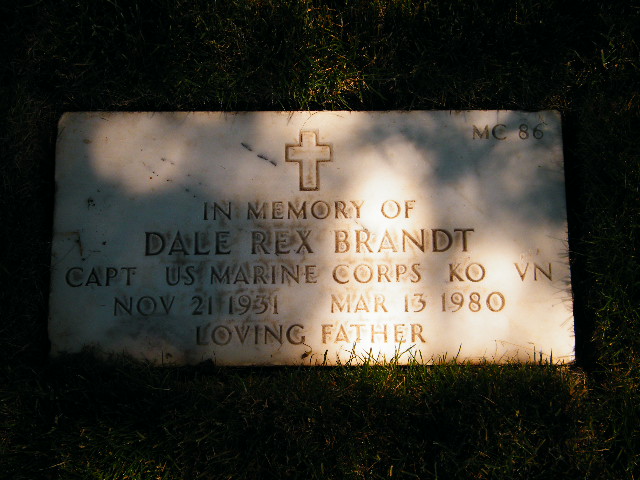 MC 86
IN MEMORY OF
DALE REX BRANDT
CAPT US MARINE CORPS KO VN
NOV 21 1931 MAR 13 1980
LOVING FATHER